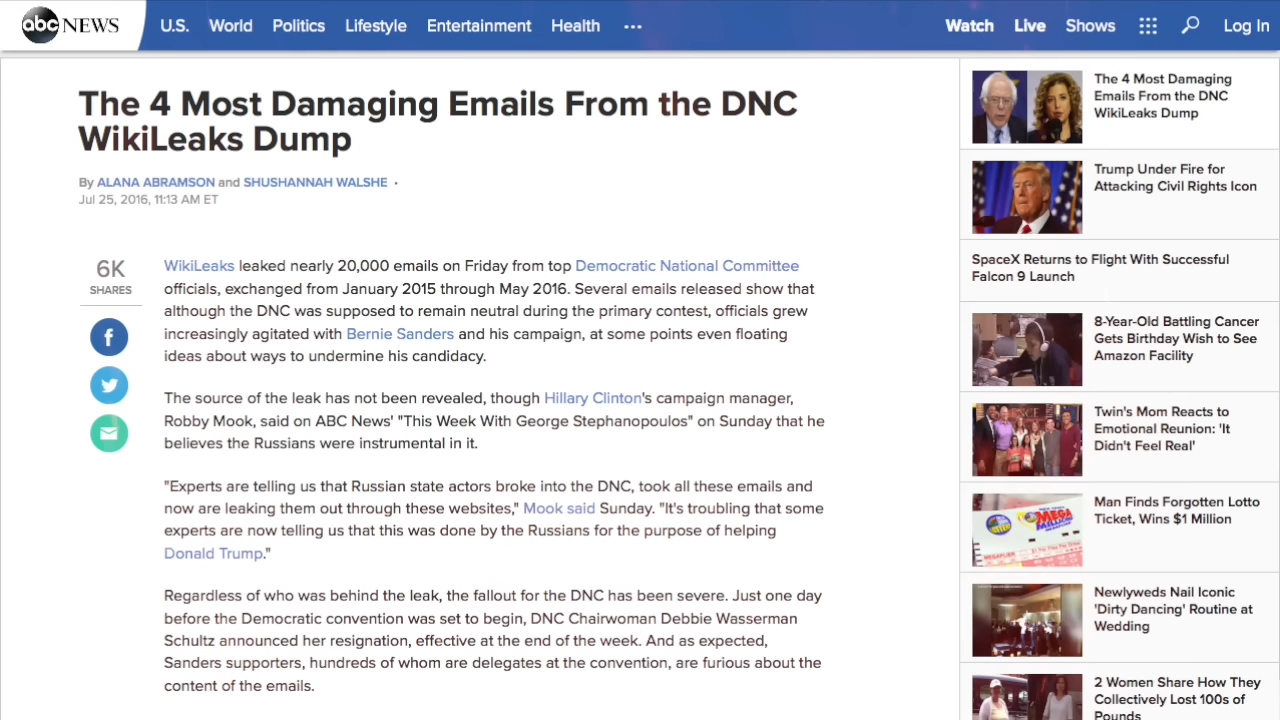 abc NEWS
U.S. World Politics Lifestyle Entertainment Health ...
Watch Live Shows Log In
The 4 Most Damaging Emails From the DNC
WikiLeaks Dump
By ALANA ABRAMSON and SHUSHANNAH WALSHE ·
Jul 25, 2016, 11:13 AM ET
6K
SHARES
WikiLeaks leaked nearly 20,000 emails on Friday from top Democratic National Committee
officials, exchanged from January 2015 through May 2016. Several emails released show that
although the DNC was supposed to remain neutral during the primary contest, officials grew
increasingly agitated with Bernie Sanders and his campaign, at some points even floating
ideas about ways to undermine his candidacy.
The source of the leak has not been revealed, though Hillary Clinton's campaign manager,
Robby Mook, said on ABC News' "This Week With George Stephanopoulos" on Sunday that he
believes the Russians were instrumental in it.
"Experts are telling us that Russian state actors broke into the DNC, took all these emails and
now are leaking them out through these websites," Mook said Sunday. "It's troubling that some
experts are now telling us that this was done by the Russians for the purpose of helping
Donald Trump."
Regardless of who was behind the leak, the fallout for the DNC has been severe. Just one day
before the Democratic convention was set to begin, DNC Chairwoman Debbie Wasserman
Schultz announced her resignation, effective at the end of the week. And as expected,
Sanders supporters, hundreds of whom are delegates at the convention, are furious about the
content of the emails.
The 4 Most Damaging
Emails From the DNC
WikiLeaks Dump
Trump Under Fire for
Attacking Civil Rights Icon
SpaceX Returns to Flight With Successful
Falcon 9 Launch
8-Year-Old Battling Cancer
Gets Birthday Wish to See
Amazon Facility
Twin's Mom Reacts to
Emotional Reunion: 'It
Didn't Feel Real'
MEGA
MILLIONS
Man Finds Forgotten Lotto
Ticket, Wins $1 Million
Newlyweds Nail Iconic
'Dirty Dancing' Routine at
Wedding
2 Women Share How They
Collectively Lost 100s of
Pounds